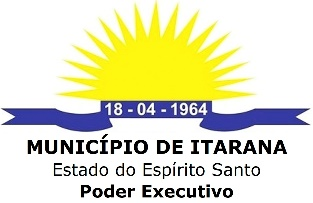 18 - 04 - 1964
MUNICÍPIO DE ITARANA
Estado do Espírito Santo
Poder Executivo